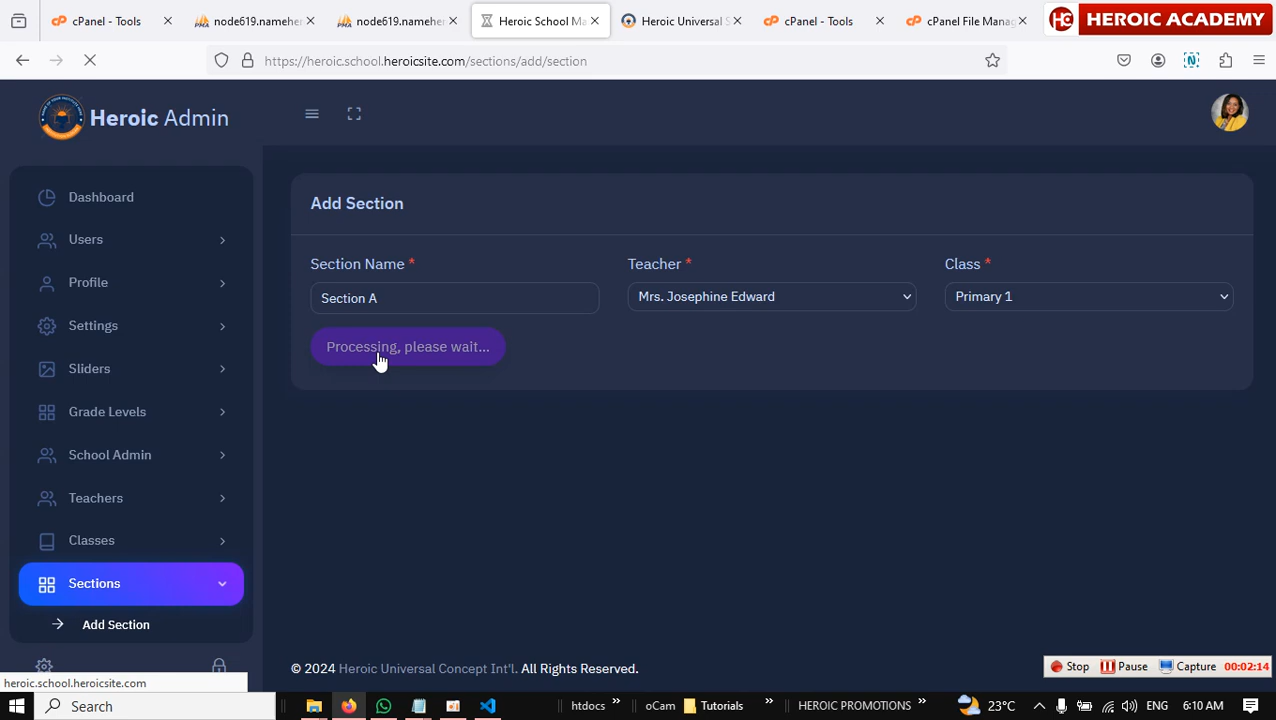 cPanel - Tools
node619.namehe
node619.namehe
Heroic School Ma
Heroic Universal S
cPanel - Tools
cPanel File Manag
HC HEROIC ACADEMY
https://heroic.school.heroicsite.com/sections/add/section
Heroic Admin
Dashboard
Users
Profile
Settings
Sliders
Grade Levels
School Admin
Teachers
Classes
Sections
Add Section
Add Section
Section Name *
Teacher *
Class *
Section A
Mrs. Josephine Edward
Primary 1
Processing, please wait...
© 2024 Heroic Universal Concept Int'l. All Rights Reserved.
Stop
Pause
Capture
00:02:14
heroic.school.heroicsite.com
Search
htdocs
oCam
Tutorials
HEROIC PROMOTIONS
23°C
ENG
6:10 AM